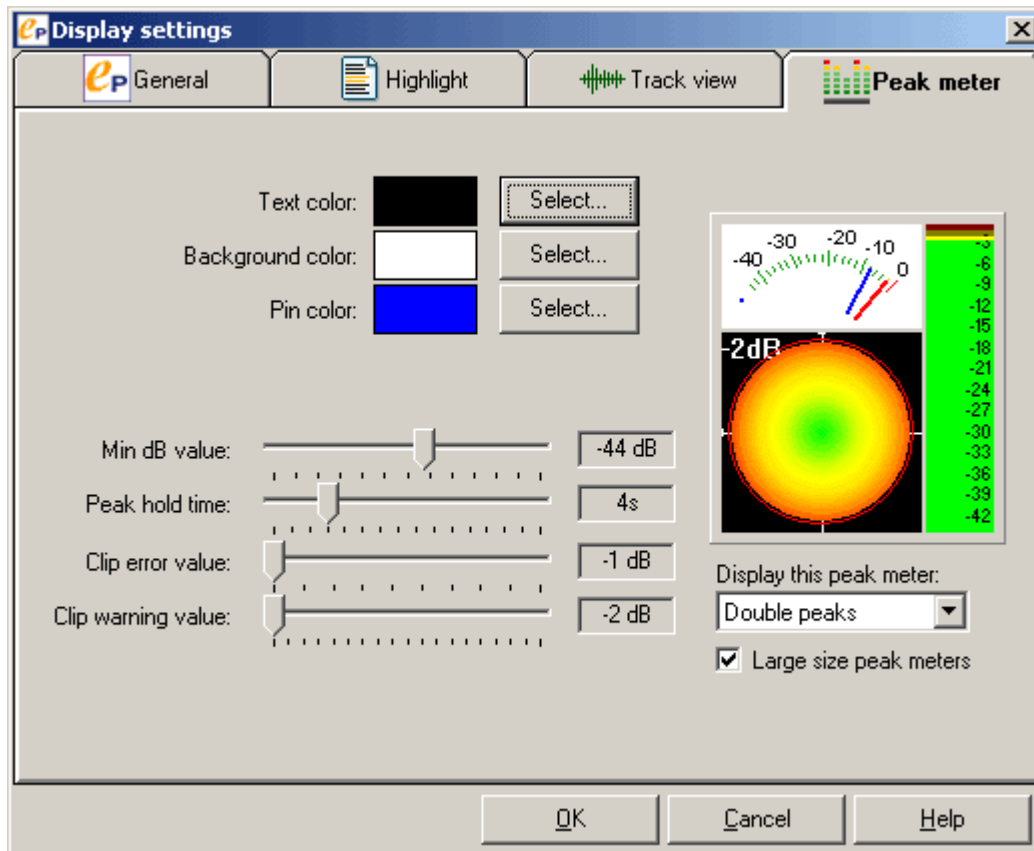 eP Display settings
eP General
Highlight
Track view
Peak meter
Text color: Select...
Background color: Select...
Pin color: Select...
Min dB value: -44 dB
Peak hold time: 4s
Clip error value: -1 dB
Clip warning value: -2 dB
-40 -30 -20 -10 0
-2dB
-3
-6
-9
-12
-15
-18
-21
-24
-27
-30
-33
-36
-39
-42
Display this peak meter:
Double peaks
Large size peak meters
OK Cancel Help